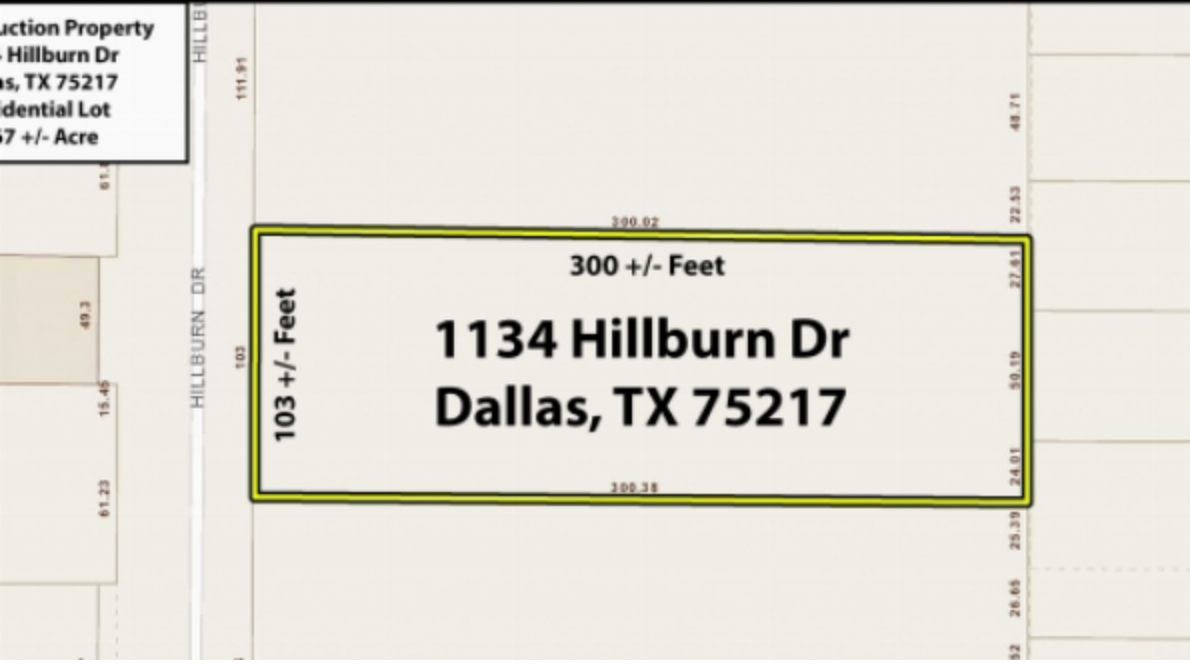 uction Property
Hillburn Dr
as, TX 75217
idential Lot
57 +/- Acre
HILLB
111.91
48.71
22.53
300.02
300 +/- Feet
27.61
HILLBURN DR
49.3
103
103 +/- Feet
1134 Hillburn Dr
Dallas, TX 75217
50.19
15.45
24.01
300.38
61.23
25.39
26.65